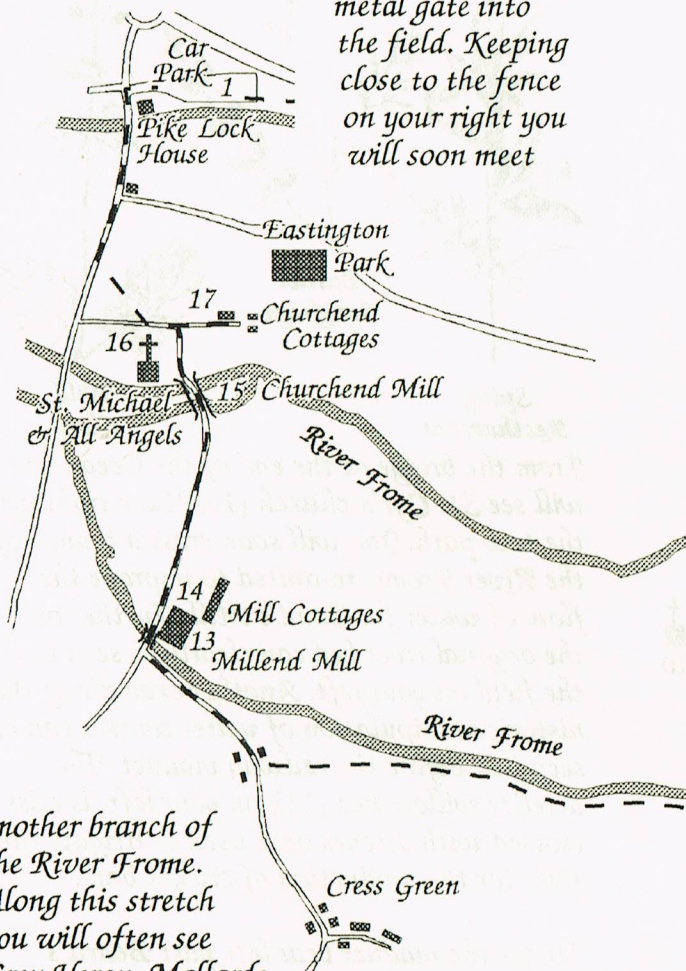 metal gate into
the field. Keeping
close to the fence
on your right you
will soon meet
Car
Park
1
Pike Lock
House
Eastington
Park
17
Churchend
Cottages
16
15 Churchend Mill
St. Michael
& All Angels
River Frome
14
Mill Cottages
13
Millend Mill
River Frome
nother branch of
he River Frome.
long this stretch
ou will often see
Grey Heron, Mallards
Cress Green